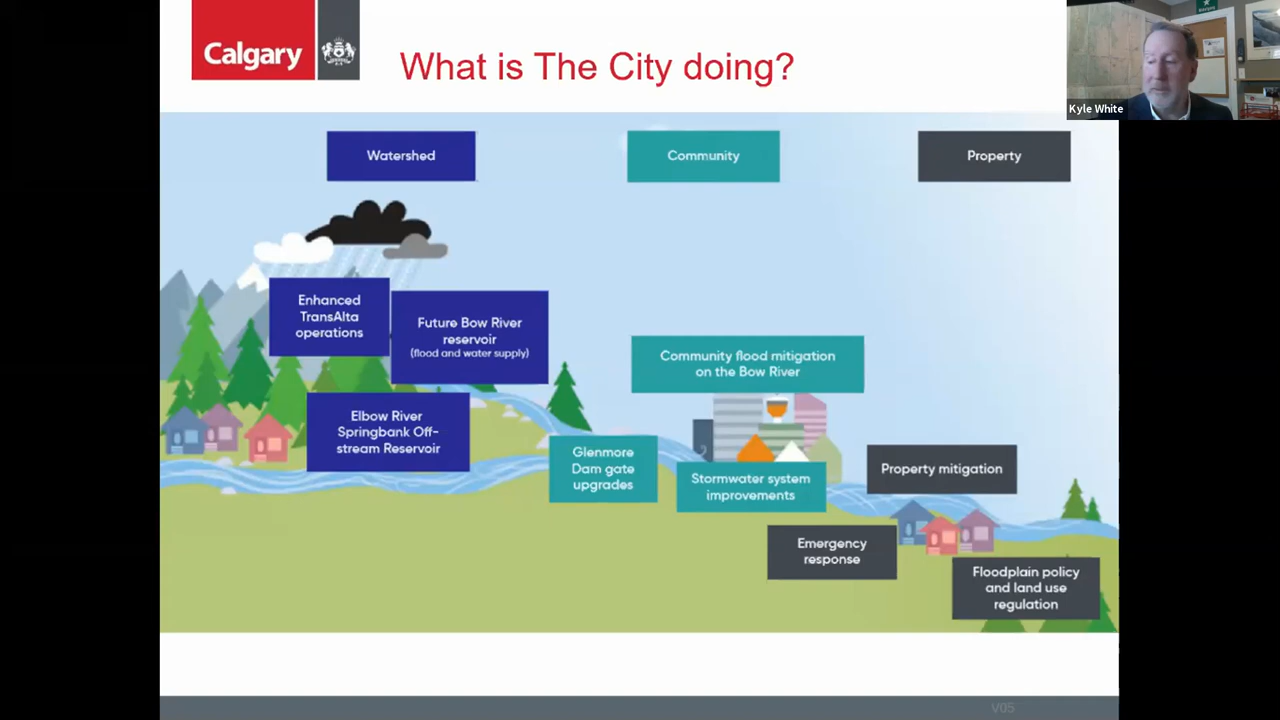 Calgary
What is The City doing?
Kyle White
Watershed
Community
Property
Enhanced
TransAlta
operations
Future Bow River
reservoir
(flood and water supply)
Community flood mitigation
on the Bow River
Elbow River
Springbank Off-
stream Reservoir
Glenmore
Dam gate
upgrades
Stormwater system
improvements
Property mitigation
Emergency
response
Floodplain policy
and land use
regulation
V05